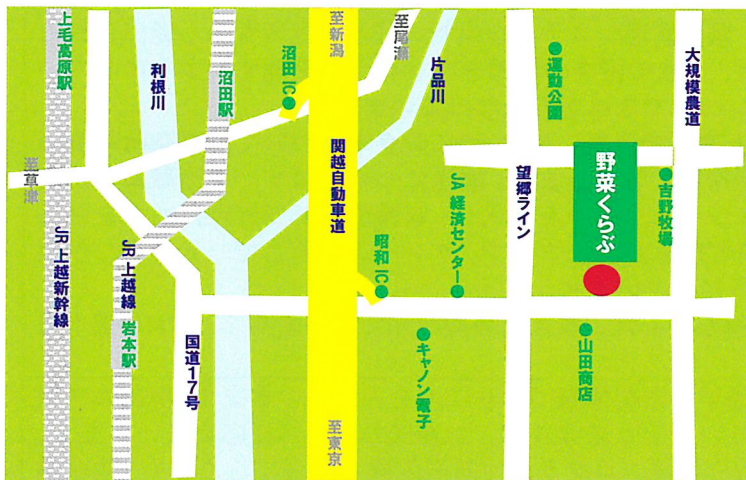 上毛高原駅
利根川
沼田駅
沼田IC
至新潟
至尾瀬
片品川
運動公園
大規模農道
至草津
関越自動車道
望郷ライン
野菜くらぶ
吉野牧場
JA経済センター
昭和IC
JR上越新幹線
JR上越線
岩本駅
国道17号
キャノン電子
山田商店
至東京